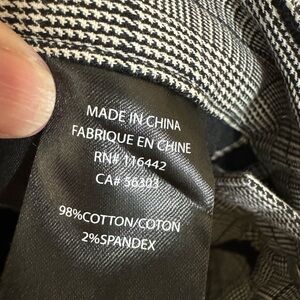 MADE IN CHINA
FABRIQUE EN CHINE
RN# 116442
CA# 56303
98%COTTON/COTON
2%SPANDEX